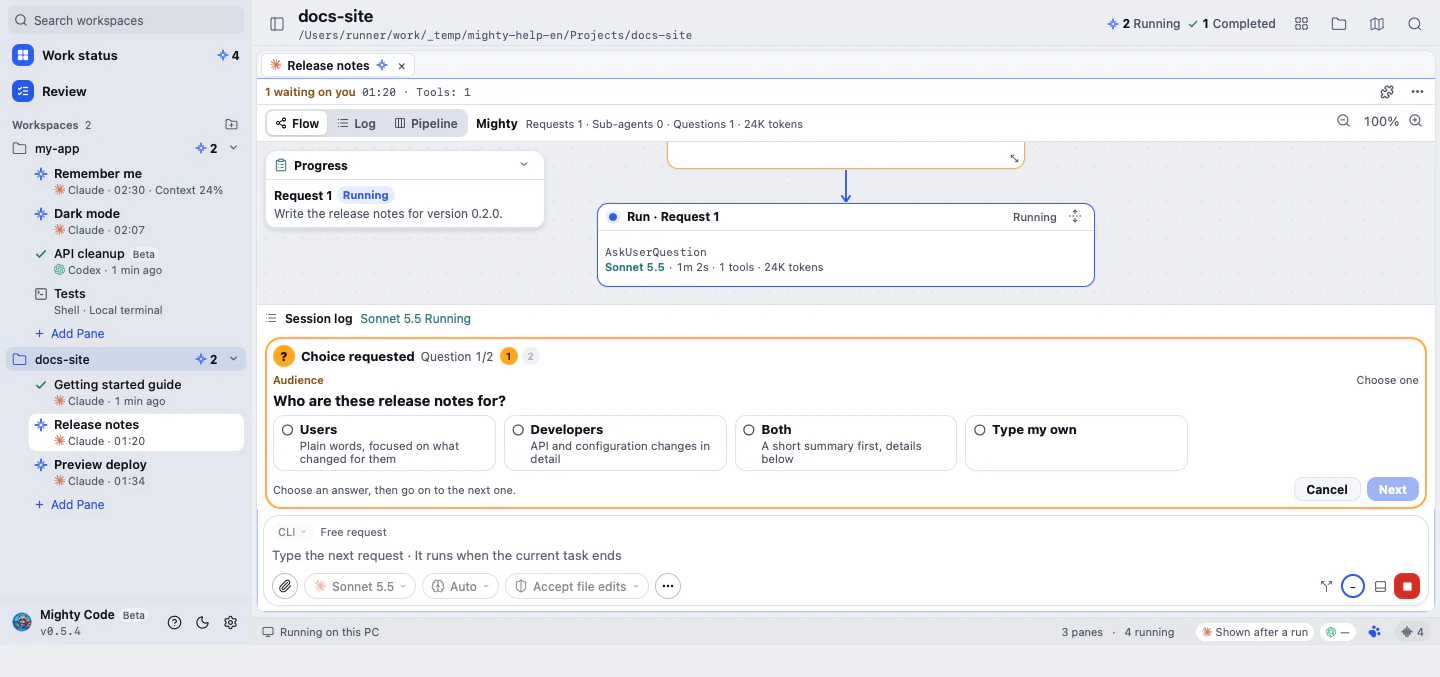 Search workspaces
Work status
4
Review
Workspaces 2
my-app
2
Remember me
Claude · 02:30 · Context 24%
Dark mode
Claude · 02:07
API cleanup Beta
Codex · 1 min ago
Tests
Shell · Local terminal
+ Add Pane
docs-site
2
Getting started guide
Claude · 1 min ago
Release notes
Claude · 01:20
Preview deploy
Claude · 01:34
+ Add Pane
Mighty Code Beta
v0.5.4
docs-site
/Users/runner/work/_temp/mighty-help-en/Projects/docs-site
2 Running 1 Completed
Release notes
1 waiting on you 01:20 · Tools: 1
Flow Log Pipeline Mighty Requests 1 · Sub-agents 0 · Questions 1 · 24K tokens
100%
Progress
Request 1 Running
Write the release notes for version 0.2.0.
Run · Request 1 Running
AskUserQuestion
Sonnet 5.5 · 1m 2s · 1 tools · 24K tokens
Session log Sonnet 5.5 Running
? Choice requested Question 1/2 1 2
Audience Choose one
Who are these release notes for?
Users
Plain words, focused on what
changed for them
Developers
API and configuration changes in
detail
Both
A short summary first, details
below
Type my own
Choose an answer, then go on to the next one.
Cancel Next
CLI Free request
Type the next request · It runs when the current task ends
Sonnet 5.5 Auto Accept file edits
Running on this PC
3 panes · 4 running Shown after a run — 4